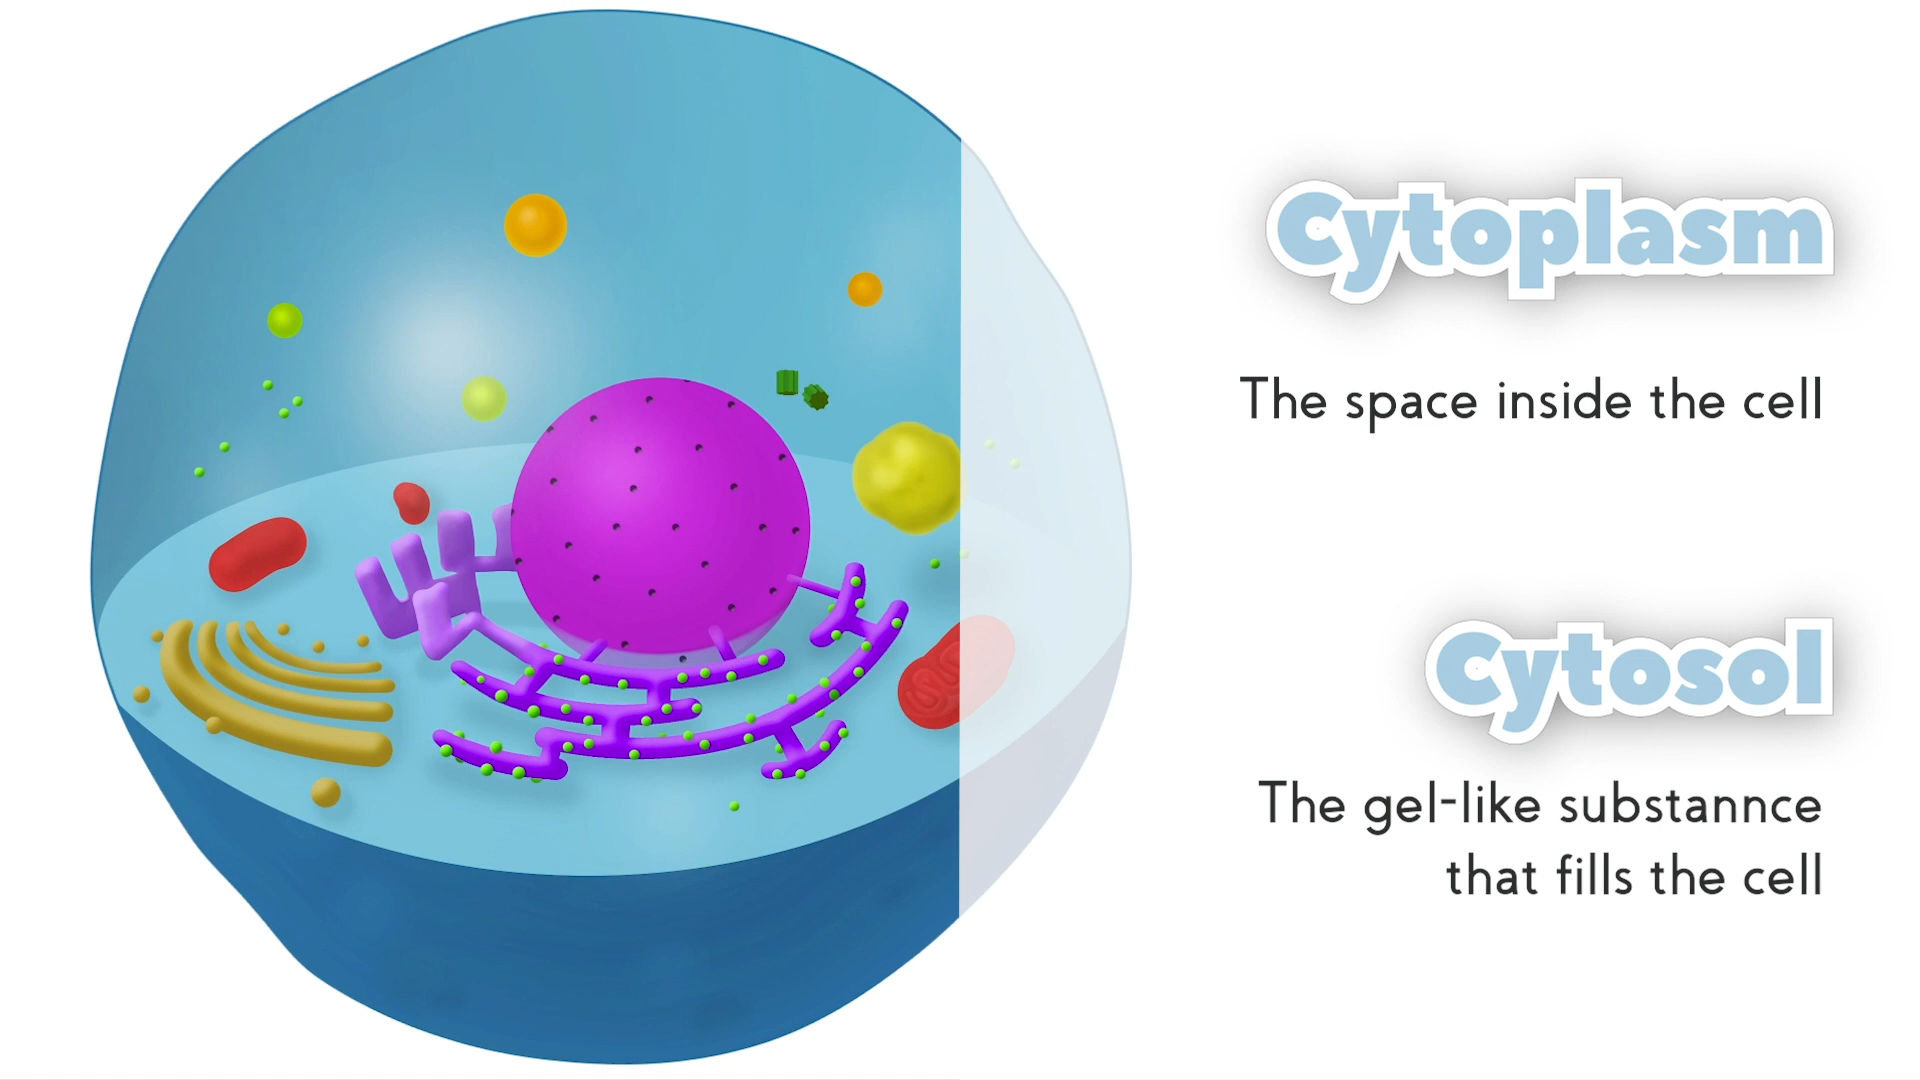 Cytoplasm
The space inside the cell
Cytosol
The gel-like substannce
that fills the cell